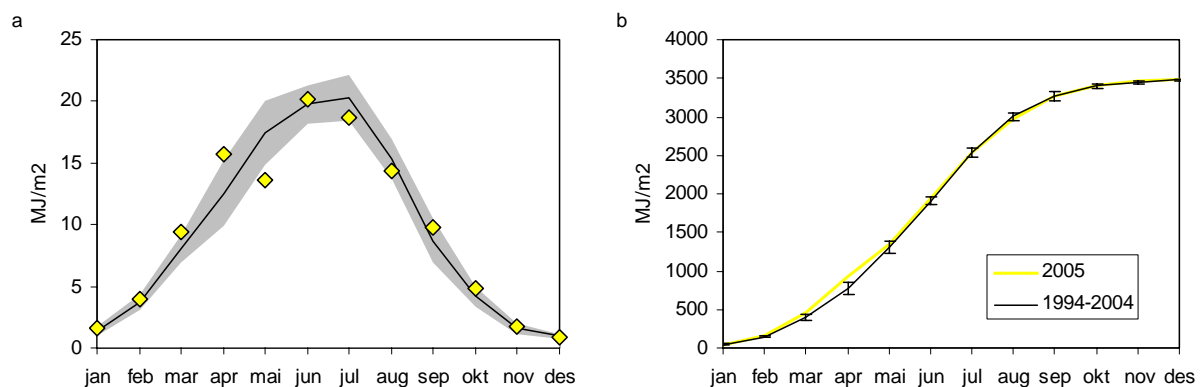 a
25
20
15
10
5
0
MJ/m2
jan feb mar apr mai jun jul aug sep okt nov des
b
4000
3500
3000
2500
2000
1500
1000
500
0
MJ/m2
jan feb mar apr mai jun jul aug sep okt nov des
2005
1994-2004